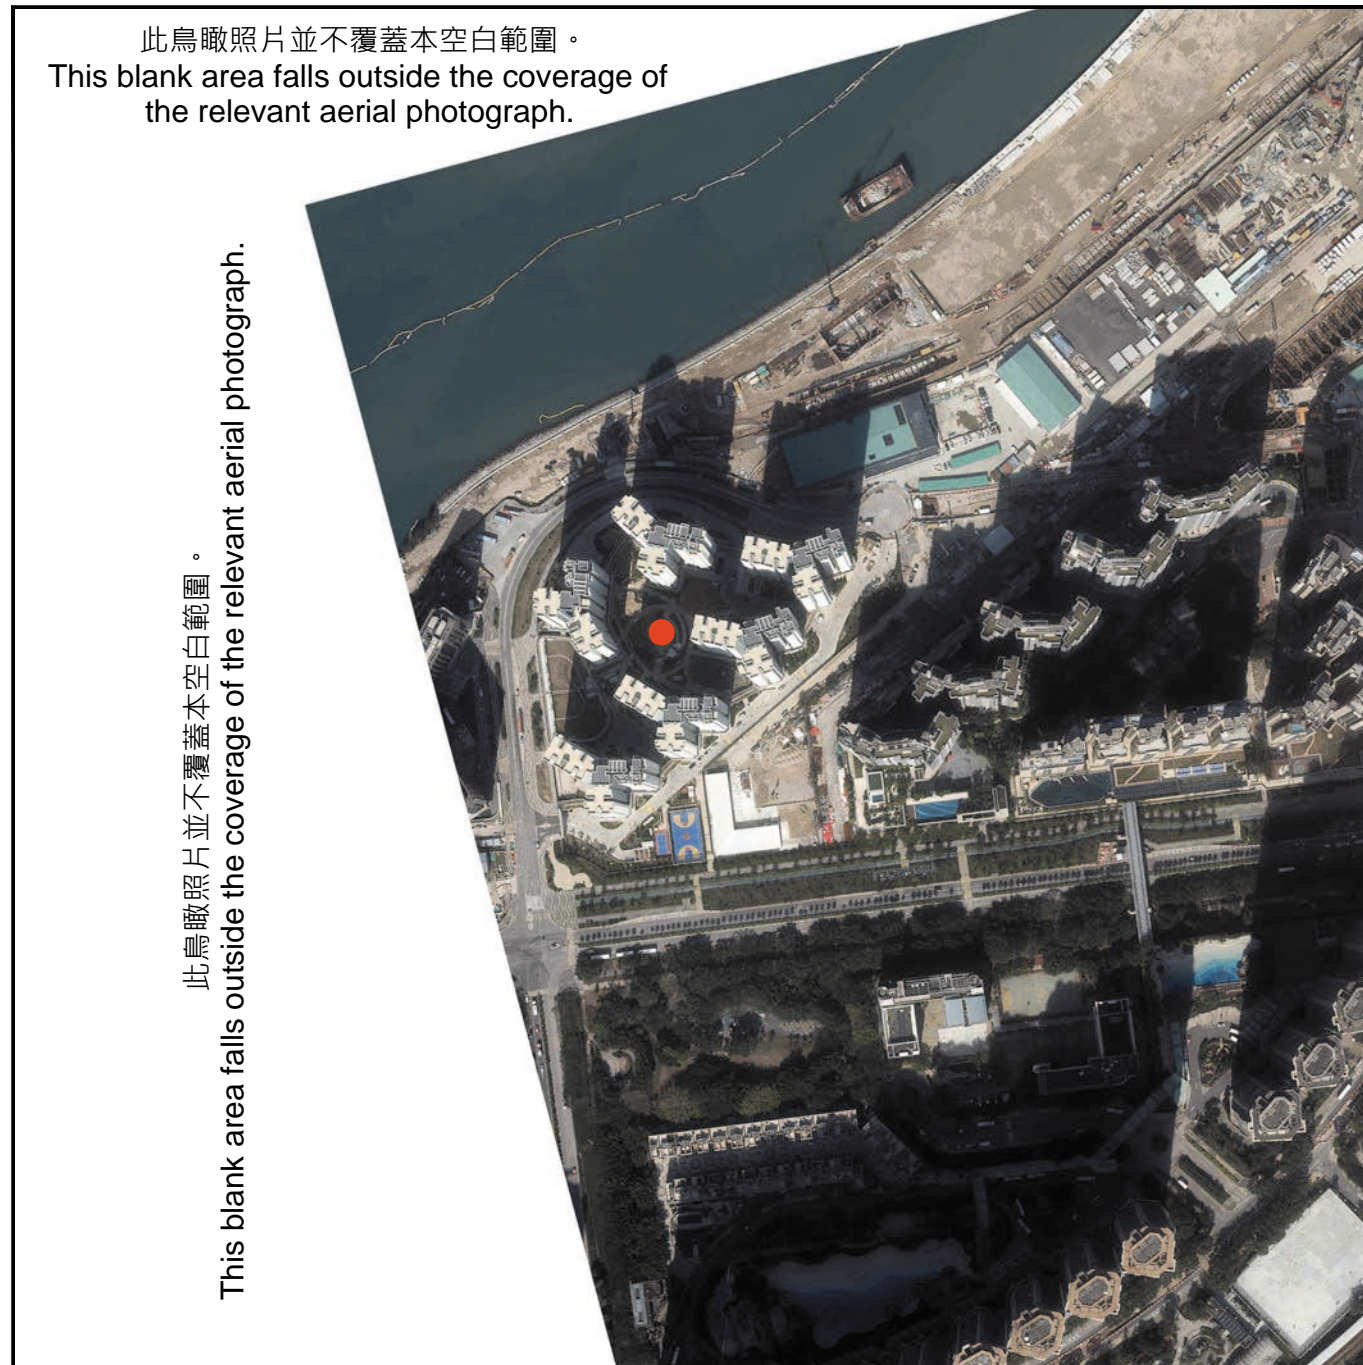 此鳥瞰照片並不覆蓋本空白範圍。
This blank area falls outside the coverage of
the relevant aerial photograph.
此鳥瞰照片並不覆蓋本空白範圍。
This blank area falls outside the coverage of the relevant aerial photograph.